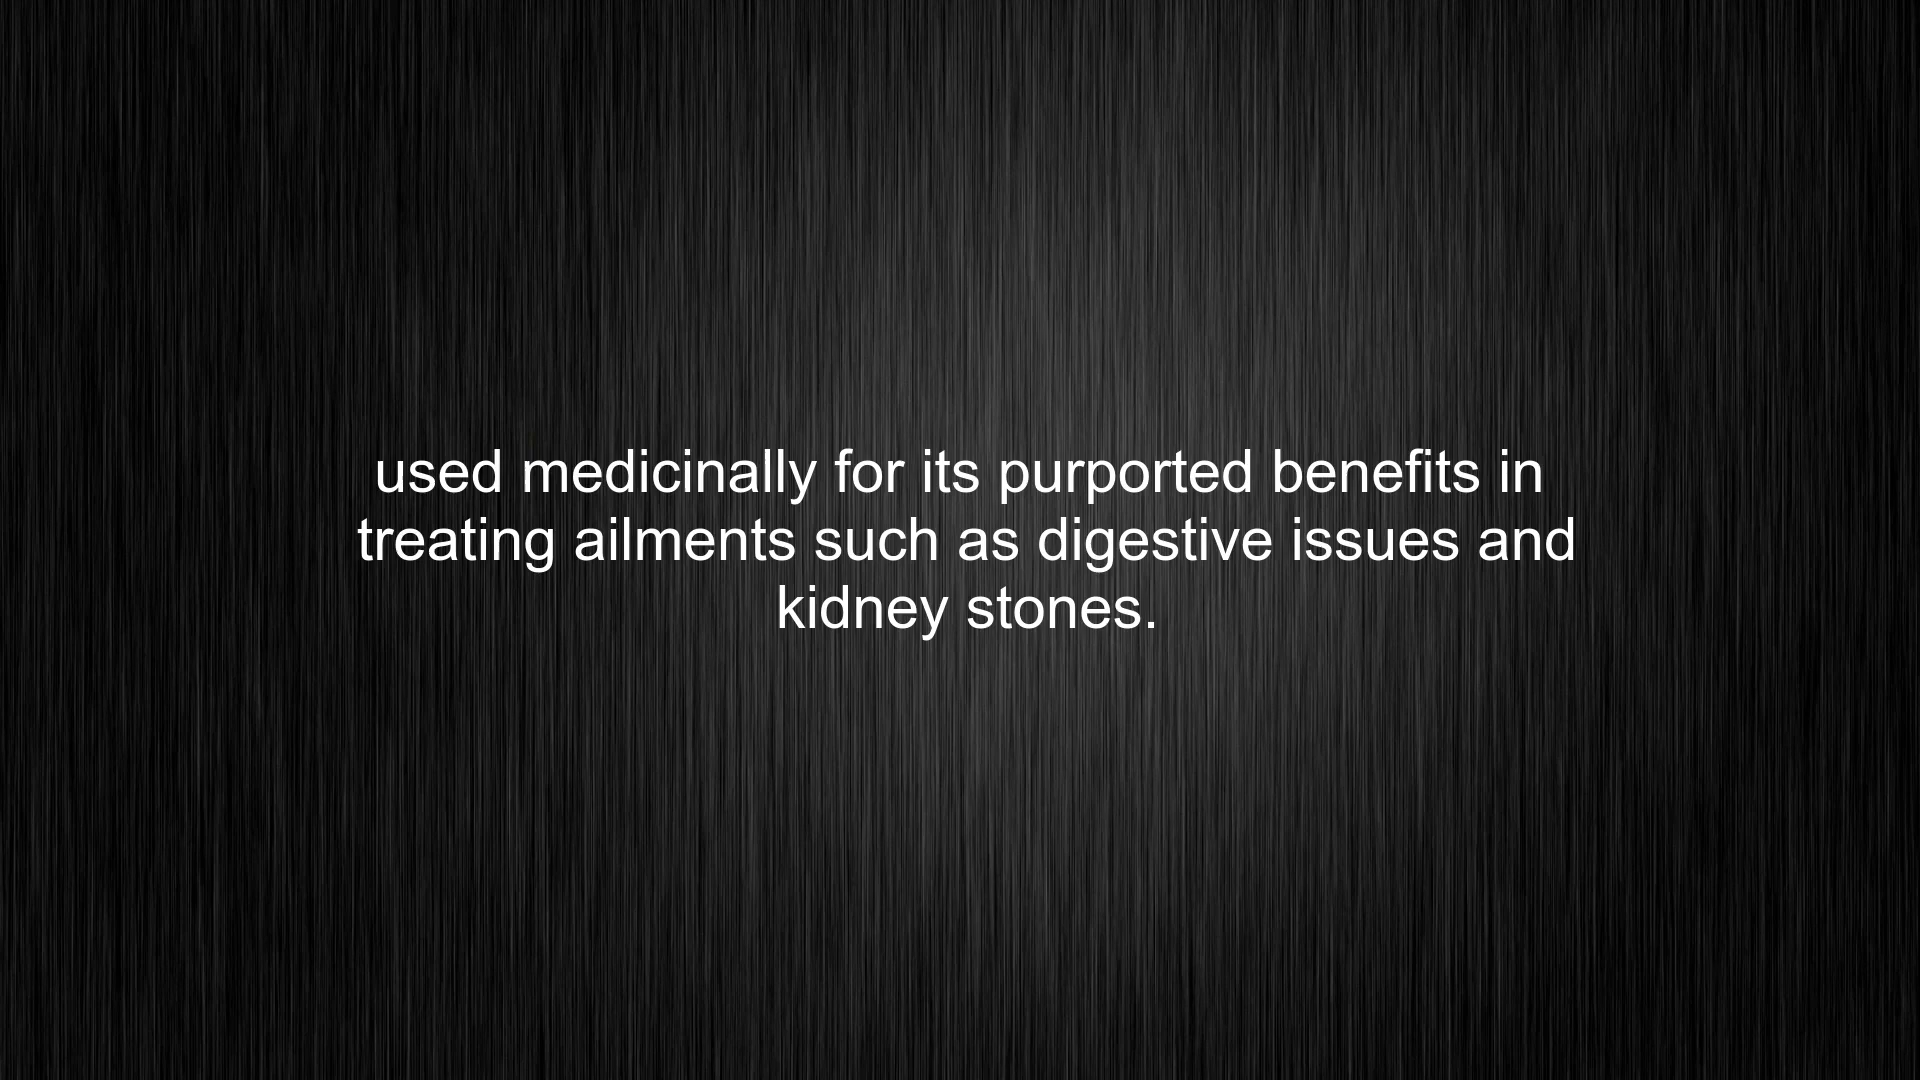 used medicinally for its purported benefits in
treating ailments such as digestive issues and
kidney stones.